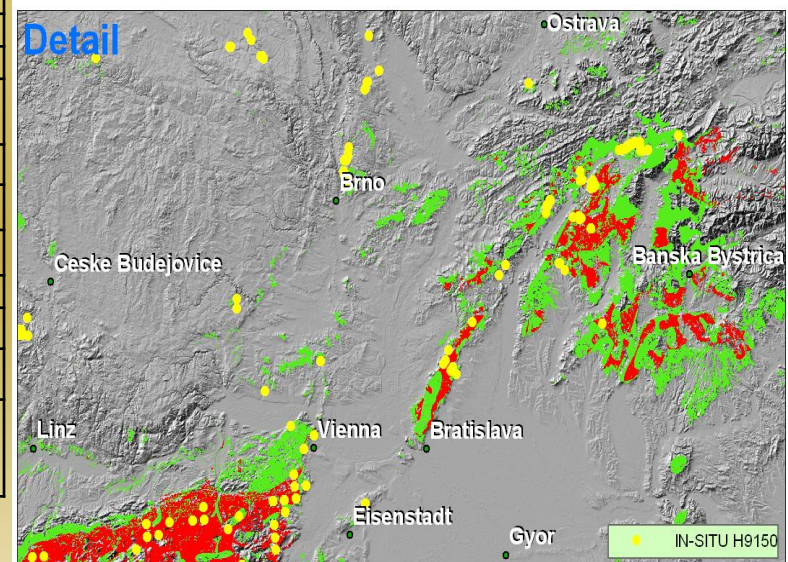 Detail
Ostrava
Brno
Ceske Budejovice
Banska Bystrica
Linz
Vienna
Bratislava
Eisenstadt
Gyor
IN-SITU H9150